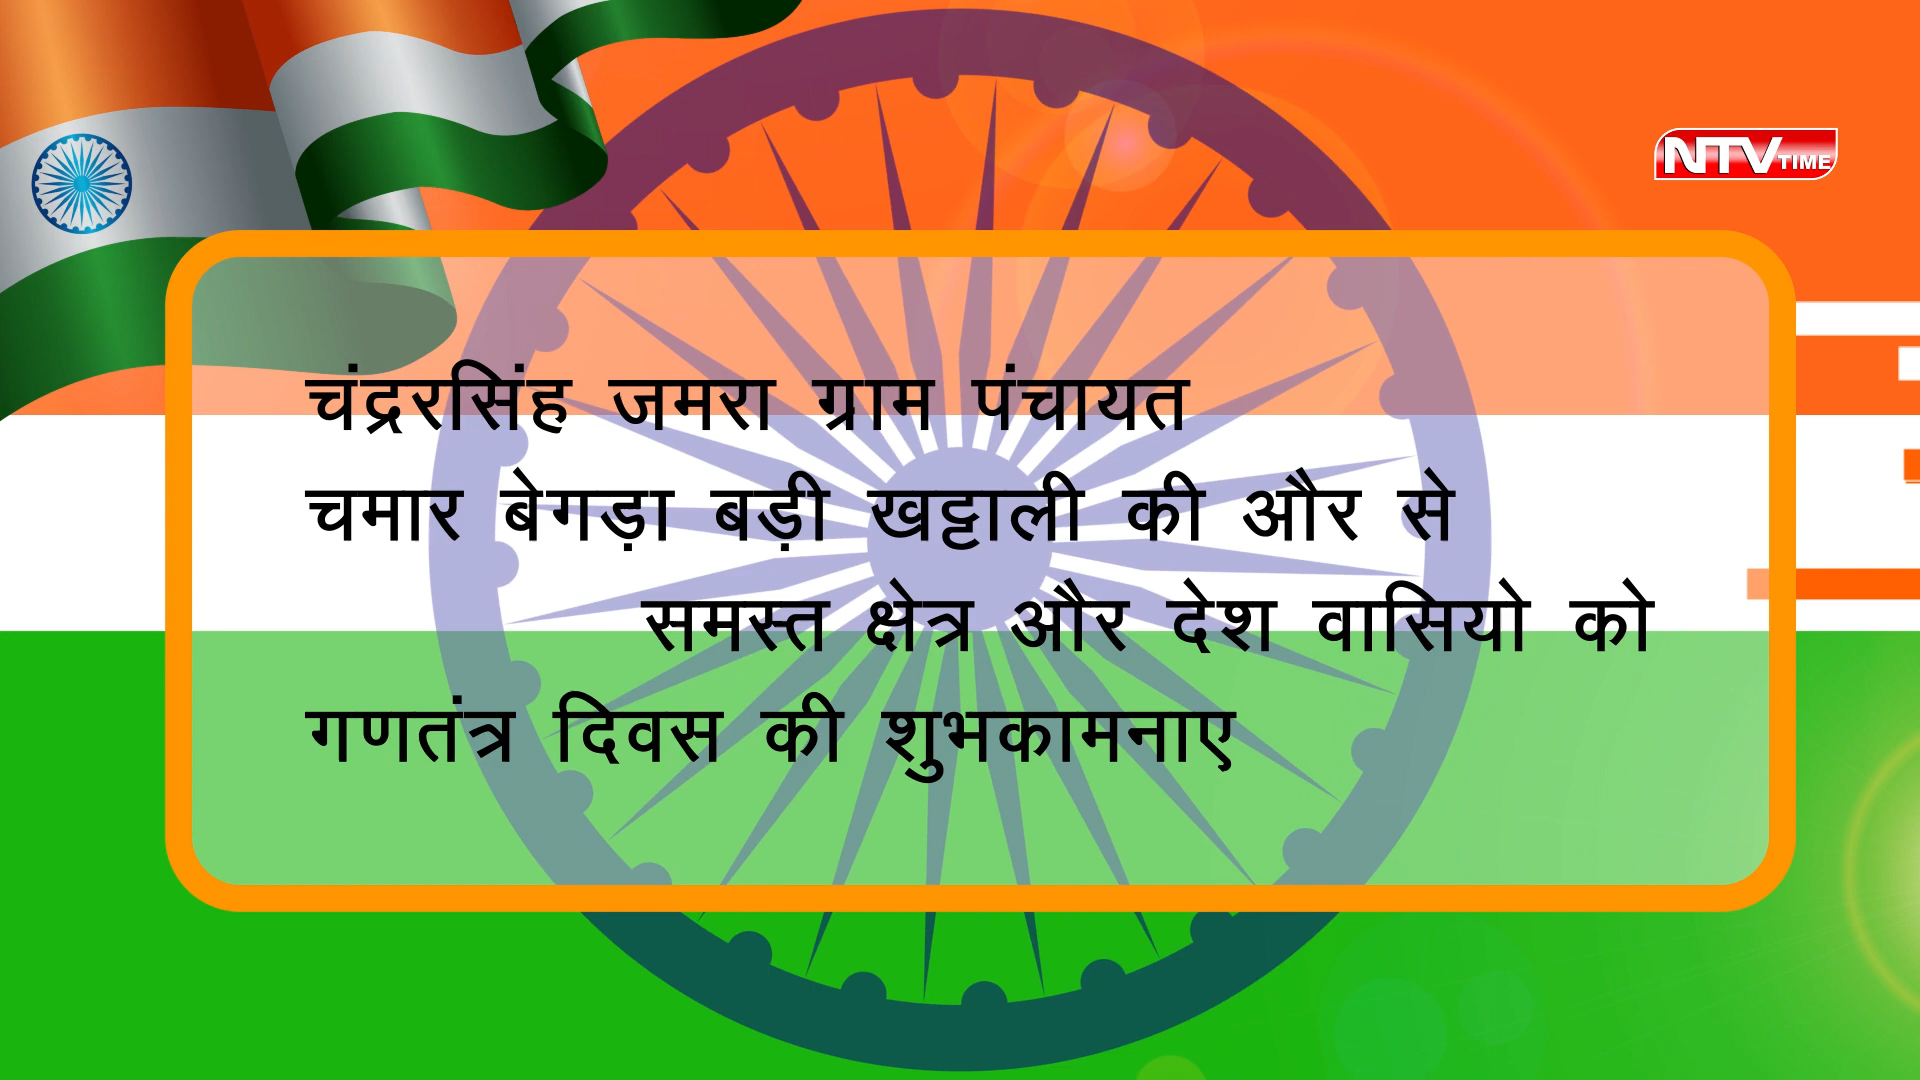 NTV TIME
चंद्ररसिंह जमरा ग्राम पंचायत
चमार बेगड़ा बड़ी खट्टाली की और से
समस्त क्षेत्र और देश वासियो को
गणतंत्र दिवस की शुभकामनाए